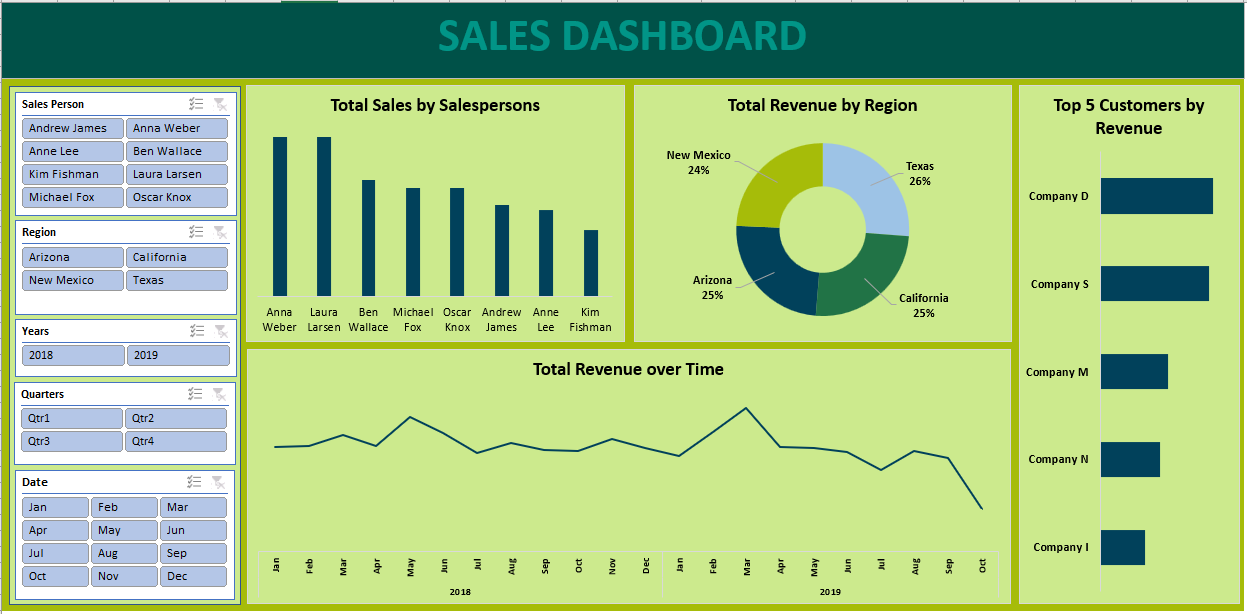 SALES DASHBOARD
Sales Person
Andrew James
Anna Weber
Anne Lee
Ben Wallace
Kim Fishman
Laura Larsen
Michael Fox
Oscar Knox
Region
Arizona
California
New Mexico
Texas
Years
2018
2019
Quarters
Qtr1
Qtr2
Qtr3
Qtr4
Date
Jan
Feb
Mar
Apr
May
Jun
Jul
Aug
Sep
Oct
Nov
Dec
Total Sales by Salespersons
Anna
Weber
Laura
Larsen
Ben
Wallace
Michael
Fox
Oscar
Knox
Andrew
James
Anne
Lee
Kim
Fishman
Total Revenue by Region
New Mexico
24%
Texas
26%
Arizona
25%
California
25%
Total Revenue over Time
Jan
Feb
Mar
Apr
May
Jun
Jul
Aug
Sep
Oct
Nov
Dec
Jan
Feb
Mar
Apr
May
Jun
Jul
Aug
Sep
Oct
2018
2019
Top 5 Customers by
Revenue
Company D
Company S
Company M
Company N
Company I